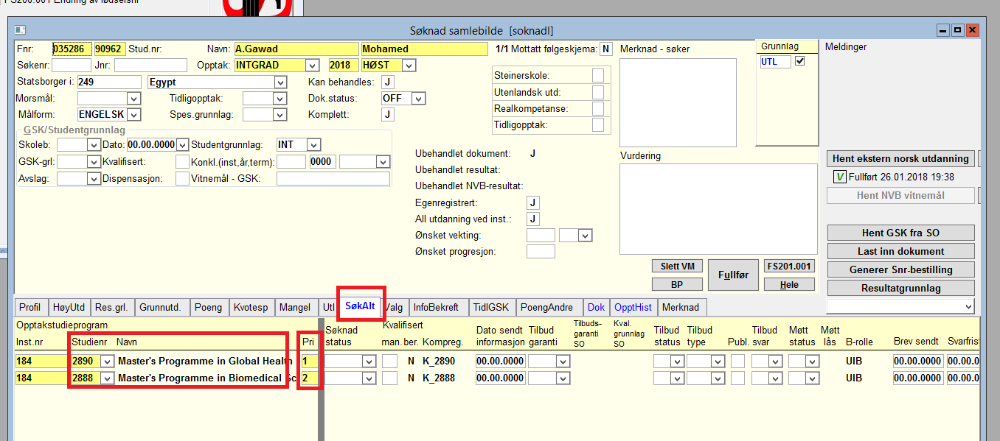 FS200.001 Endring av fødselsnr
Søknad samlebilde [soknadl]
Fnr: 035286 90962 Stud.nr: Navn: A.Gawad Mohamed 1/1 Mottatt følgeskjema: N Merknad - søker Grunnlag Meldinger
Søkenr: Jnr: Opptak: INTGRAD 2018 HØST UTL
Steinerskole:
Statsborger i: 249 Egypt Kan behandles: J
Utenlandsk utd:
Morsmål: Tidligopptak: Dok.status: OFF
Realkompetanse:
Målform: ENGELSK Spes.grunnlag: Komplett: J
Tidligopptak:
GSK/Studentgrunnlag
Skoleb: Dato: 00.00.0000 Studentgrunnlag: INT
Ubehandlet dokument: J Vurdering
GSK-grl: Kvalifisert: Konkl.(inst,år,term): 0000
Hent ekstern norsk utdanning
Ubehandlet resultat:
Avslag: Dispensasjon: Vitnemål - GSK:
V Fullført 26.01.2018 19:38
Ubehandlet NVB-resultat:
Hent NVB vitnemål
Egenregistrert: J
All utdanning ved inst.: J
Ønsket vekting:
Hent GSK fra SO
Ønsket progresjon:
Last inn dokument
Slett VM Fullfør FS201.001
Generer Snr-bestilling
BP Hele
Resultatgrunnlag
Profil HøyUtd Res.grl. Grunnutd. Poeng Kvotesp Mangel Utl SøkAlt Valg InfoBekreft TidlGSK PoengAndre Dok OpptHist Merknad
Opptakstudieprogram
Inst.nr Studienr Navn Pri Søknad status Kvalifisert man. ber. Kompreg. Dato sendt informasjon Tilbud garanti Tilbuds- garanti SO Kval. grunnlag SO Tilbud status Tilbud type Publ. Tilbud svar Møtt status Møtt lås B-rolle Brev sendt Svarfrist
184 2890 Master's Programme in Global Health 1 N K_2890 00.00.0000 UIB 00.00.0000 00.00.0
184 2888 Master's Programme in Biomedical Sc 2 N K_2888 00.00.0000 UIB 00.00.0000 00.00.0